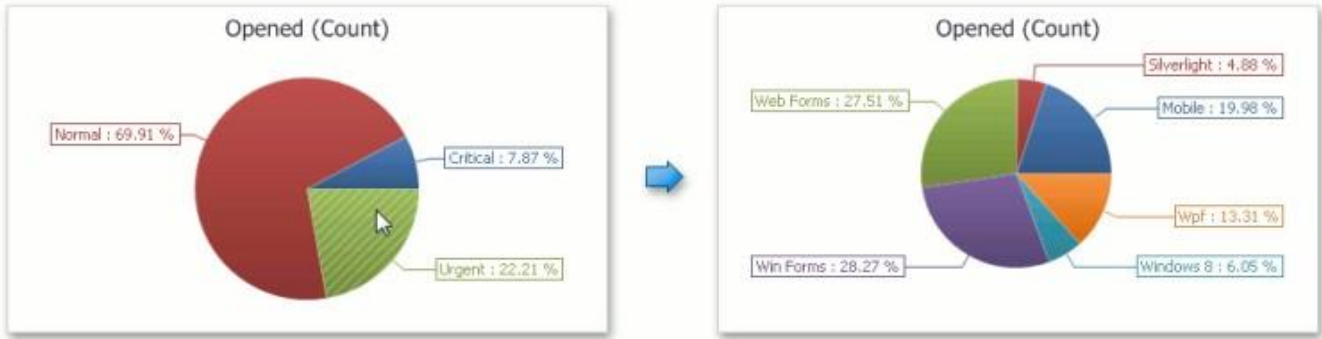 Opened (Count)
Normal : 69.91 %
Critical : 7.87 %
Urgent : 22.21 %
Opened (Count)
Silverlight : 4.88 %
Web Forms : 27.51 %
Mobile : 19.98 %
Wpf : 13.31 %
Win Forms : 28.27 %
Windows 8 : 6.05 %